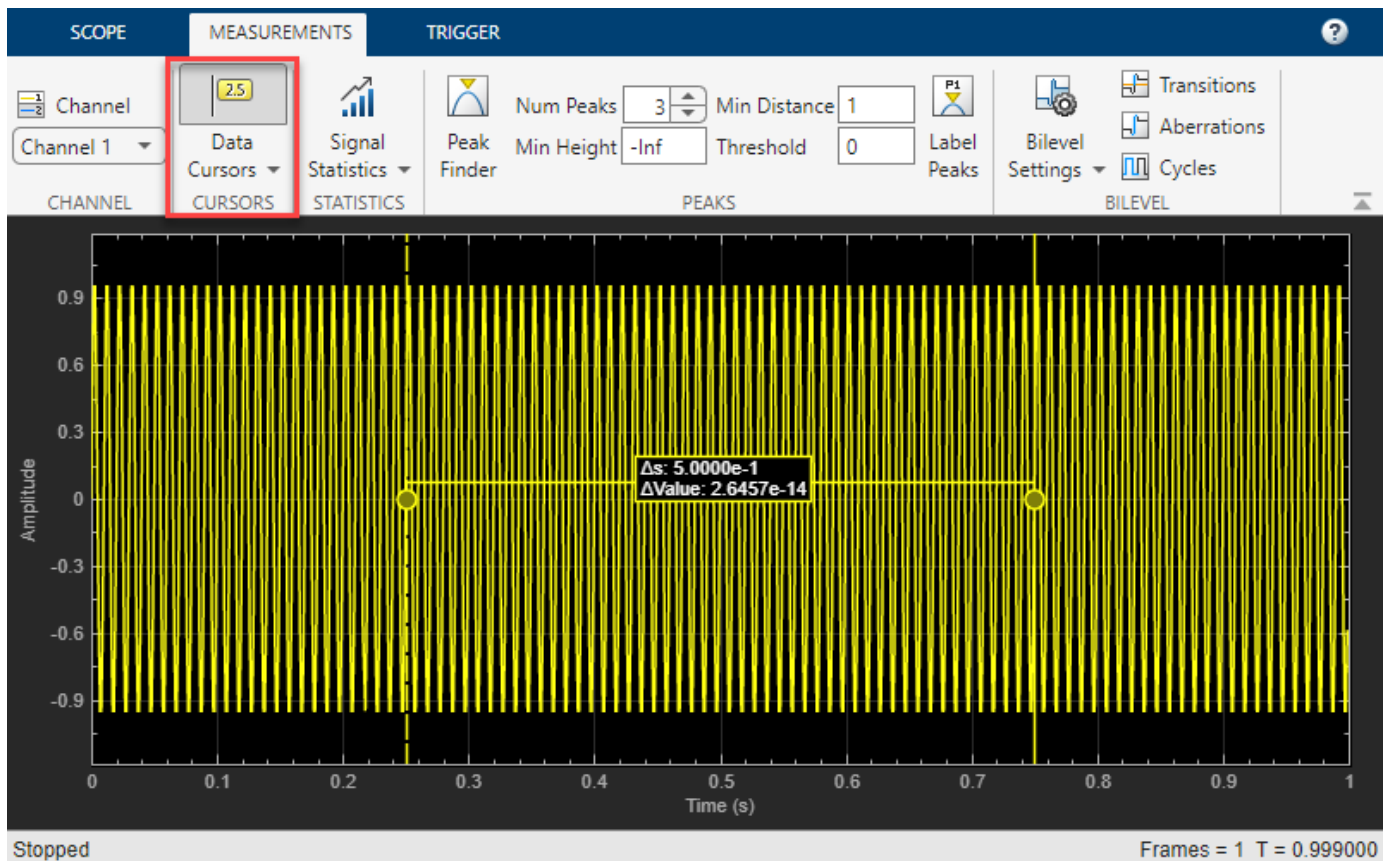 SCOPE MEASUREMENTS TRIGGER ?
Channel
Channel 1
CHANNEL
2.5
Data
Cursors
CURSORS
Signal
Statistics
STATISTICS
Peak
Finder
Num Peaks 3 Min Distance 1
Min Height -Inf Threshold 0
P1
Label
Peaks
PEAKS
Bilevel
Settings
Transitions
Aberrations
Cycles
BILEVEL
Amplitude
0.9
0.6
0.3
0
-0.3
-0.6
-0.9
Δs: 5.0000e-1
ΔValue: 2.6457e-14
0 0.1 0.2 0.3 0.4 0.5 0.6 0.7 0.8 0.9 1
Time (s)
Stopped Frames = 1 T = 0.999000